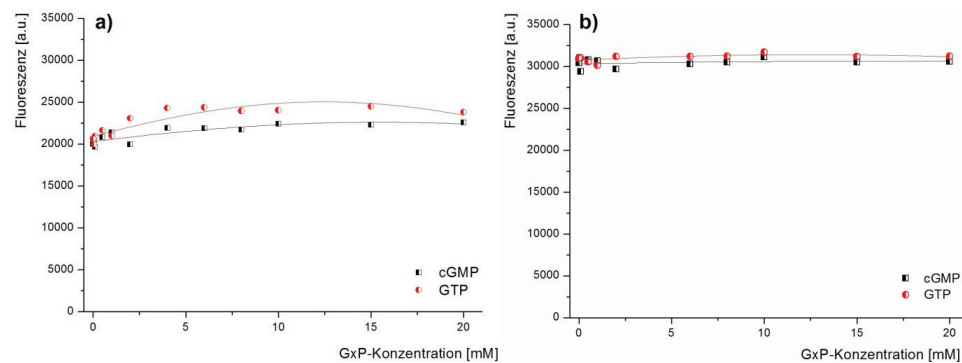 a)
Fluoreszenz [a.u.]
35000
30000
25000
20000
15000
10000
5000
0
cGMP
GTP
0 5 10 15 20
b)
Fluoreszenz [a.u.]
35000
30000
25000
20000
15000
10000
5000
0
cGMP
GTP
0 5 10 15 20
GxP-Konzentration [mM]
GxP-Konzentration [mM]